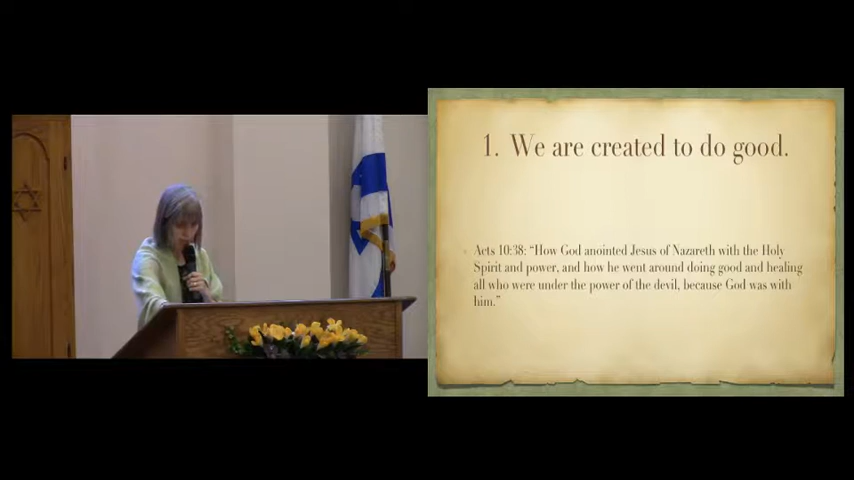 1. We are created to do good.
Acts 10:38: “How God anointed Jesus of Nazareth with the Holy
Spirit and power, and how he went around doing good and healing
all who were under the power of the devil, because God was with
him.”